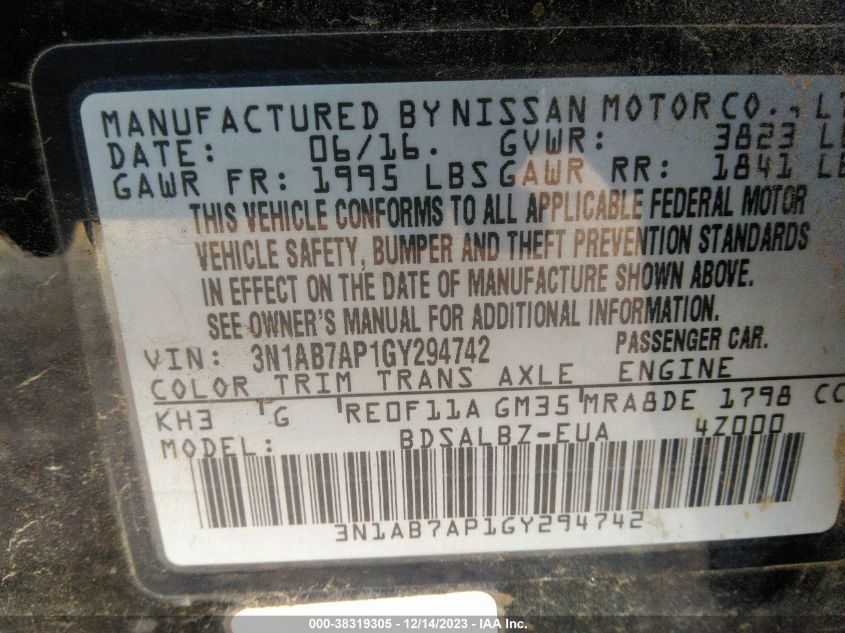 MANUFACTURED BY NISSAN MOTOR CO., LT
DATE: 06/16. GVWR: 3823 LB
GAWR FR: 1995 LBS GAWR RR: 1841 LB
THIS VEHICLE CONFORMS TO ALL APPLICABLE FEDERAL MOTOR
VEHICLE SAFETY, BUMPER AND THEFT PREVENTION STANDARDS
IN EFFECT ON THE DATE OF MANUFACTURE SHOWN ABOVE.
SEE OWNER'S MANUAL FOR ADDITIONAL INFORMATION.
VIN: 3N1AB7AP1GY294742 PASSENGER CAR.
COLOR TRIM TRANS AXLE ENGINE
KH3 G RE0F11A GM35 MRA8DE 1798 CC
MODEL: BDSALBZ-EUA 4Z000
3N1AB7AP1GY294742
000-38319305 - 12/14/2023 - IAA Inc.